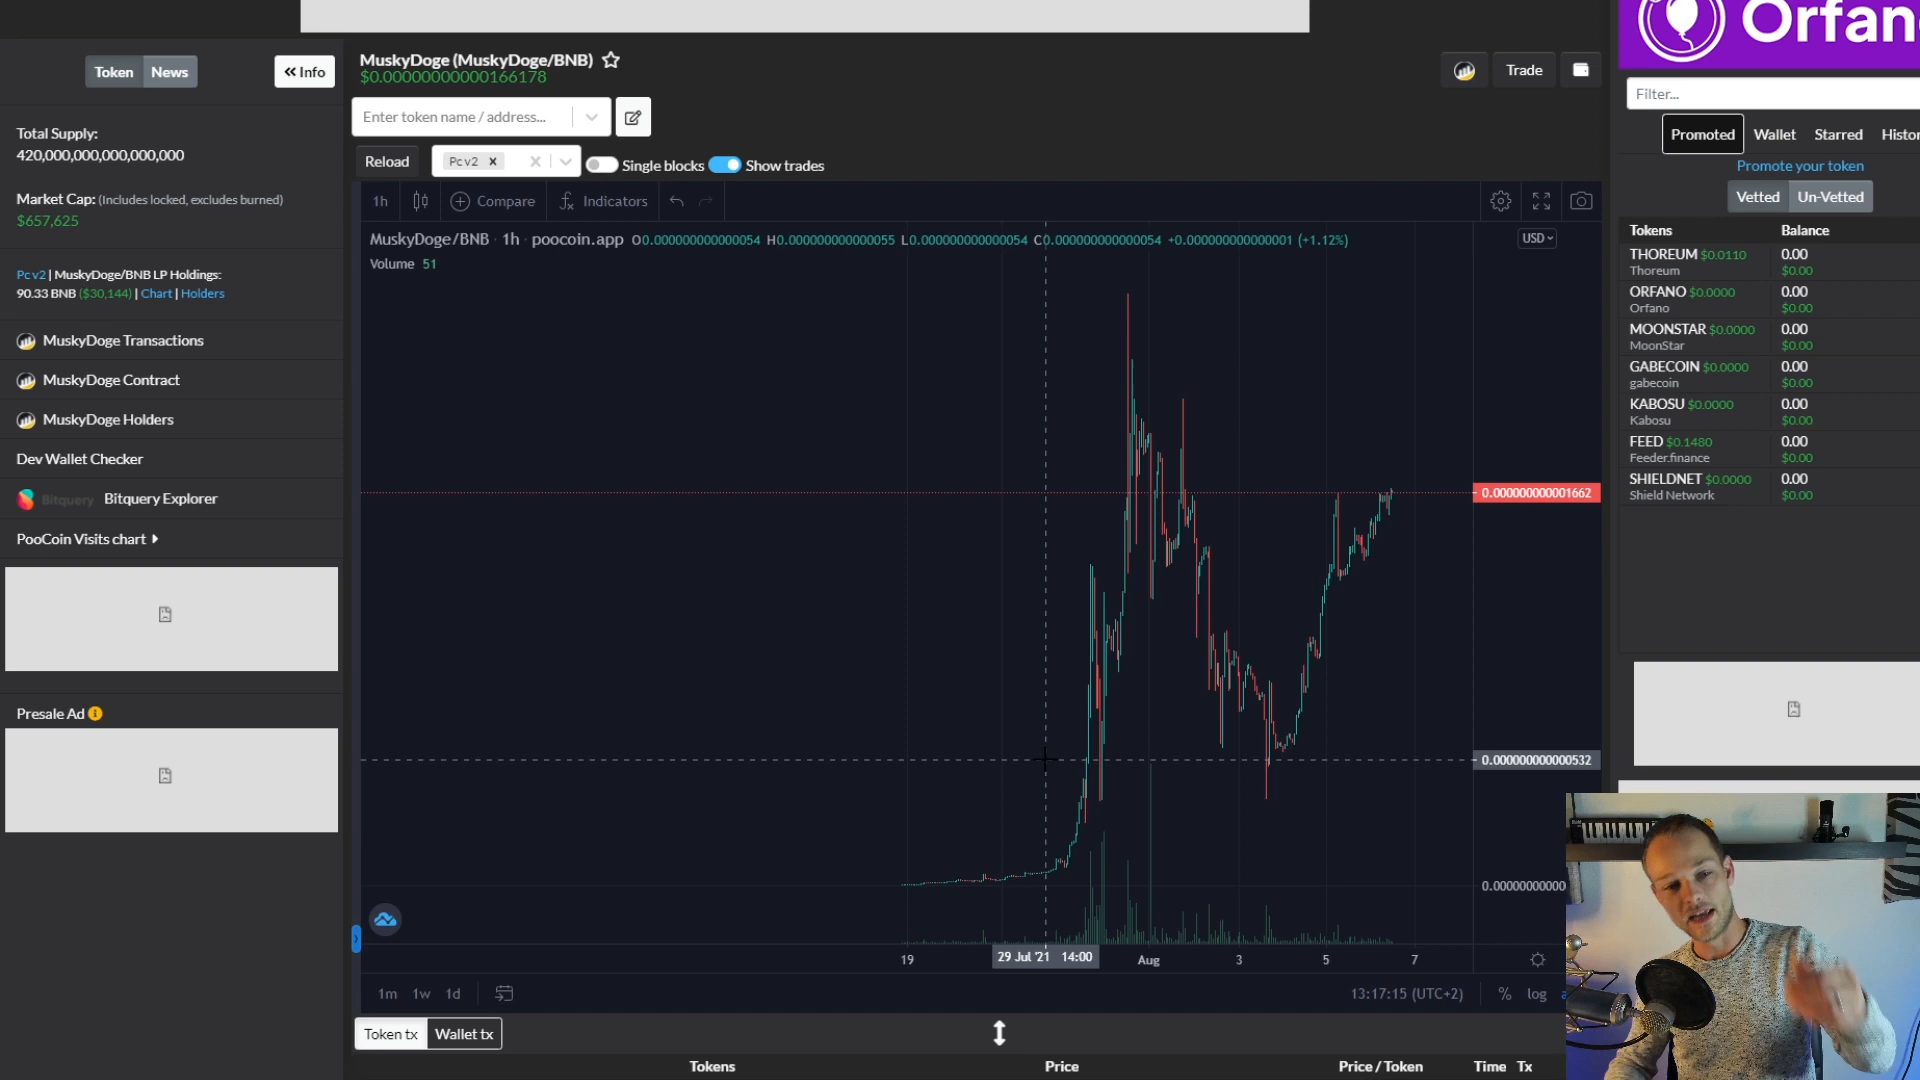 Token
News
Info
Total Supply:
420,000,000,000,000,000
Market Cap: (Includes locked, excludes burned)
$657,625
Pc v2 | MuskyDoge/BNB LP Holdings:
90.33 BNB ($30,144) | Chart | Holders
MuskyDoge Transactions
MuskyDoge Contract
MuskyDoge Holders
Dev Wallet Checker
Bitquery Bitquery Explorer
PooCoin Visits chart
Presale Ad
MuskyDoge (MuskyDoge/BNB)
$0.00000000000166178
Enter token name / address...
Reload
Pc v2
Single blocks
Show trades
Trade
1h
Compare
Indicators
MuskyDoge/BNB · 1h · poocoin.app O0.000000000000054 H0.000000000000055 L0.000000000000054 C0.000000000000054 +0.000000000000001 (+1.12%)
Volume 51
USD
0.000000000001662
0.000000000000532
0.00000000000
19
29 Jul '21 14:00
Aug
3
5
7
1m 1w 1d
13:17:15 (UTC+2)
% log
Token tx
Wallet tx
Tokens Price Price / Token Time Tx
Orfan
Filter...
Promoted Wallet Starred Histor
Promote your token
Vetted Un-Vetted
Tokens Balance
THOREUM $0.0110 0.00
Thoreum $0.00
ORFANO $0.0000 0.00
Orfano $0.00
MOONSTAR $0.0000 0.00
MoonStar $0.00
GABECOIN $0.0000 0.00
gabecoin $0.00
KABOSU $0.0000 0.00
Kabosu $0.00
FEED $0.1480 0.00
Feeder.finance $0.00
SHIELDNET $0.0000 0.00
Shield Network $0.00